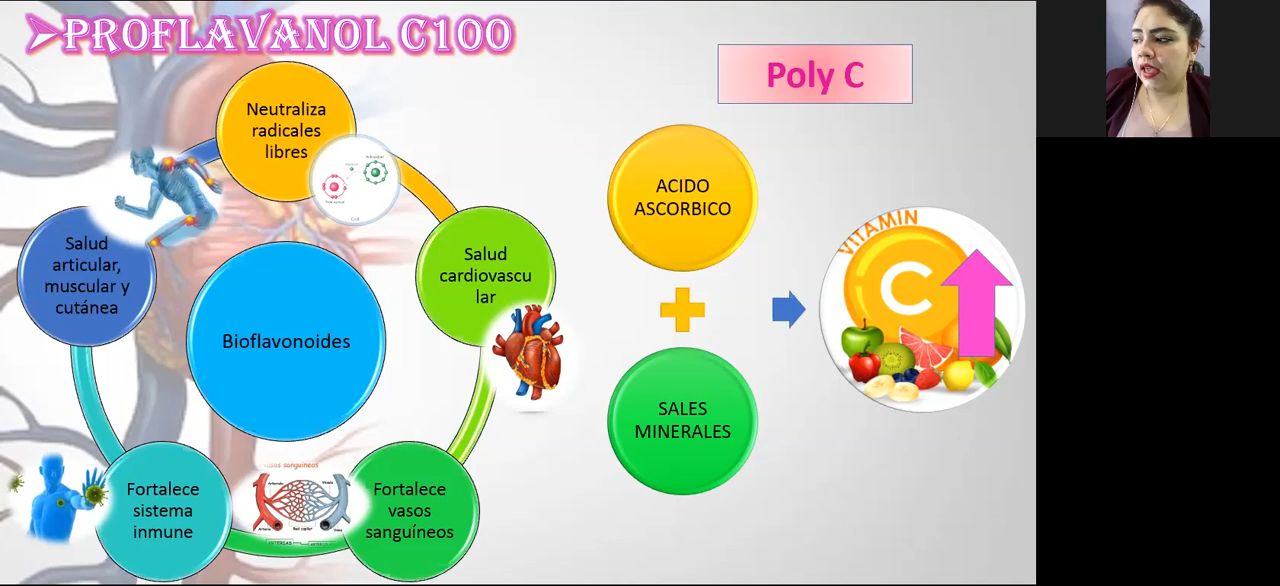 PROFLAVANOL C100
Poly C
Neutraliza
radicales
libres
Salud
cardiovascu
lar
Fortalece
vasos
sanguíneos
Fortalece
sistema
inmune
Salud
articular,
muscular y
cutánea
Bioflavonoides
ACIDO
ASCORBICO
SALES
MINERALES
VITAMIN
C